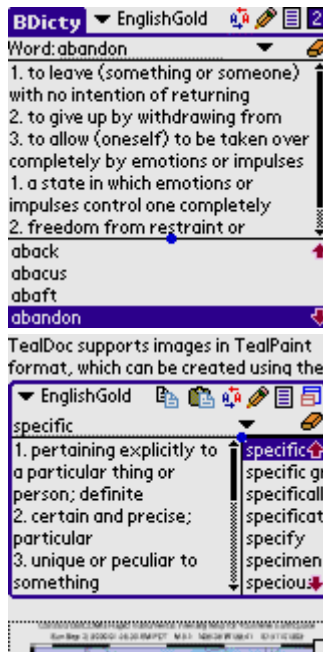 BDicty EnglishGold 2
Word: abandon
1. to leave (something or someone)
with no intention of returning
2. to give up by withdrawing from
3. to allow (oneself) to be taken over
completely by emotions or impulses
1. a state in which emotions or
impulses control one completely
2. freedom from restraint or
aback
abacus
abaft
abandon
TealDoc supports images in TealPaint
format, which can be created using the
EnglishGold
specific
1. pertaining explicitly to
a particular thing or
person; definite
2. certain and precise;
particular
3. unique or peculiar to
something
specific
specific gr
specificall
specificat
specify
specimen
speciou